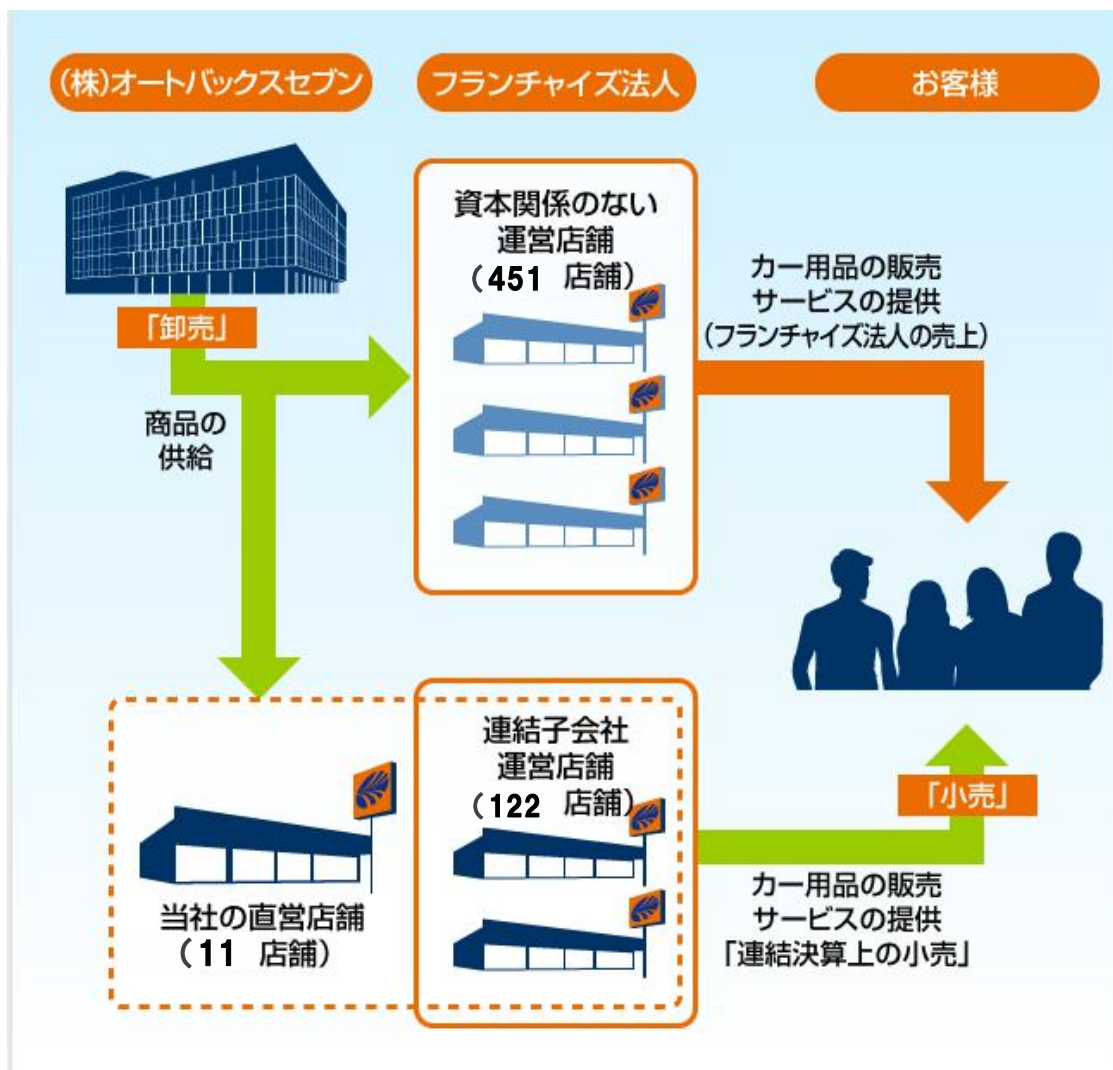 (株)オートバックスセブン
フランチャイズ法人
お客様
「卸売」
商品の
供給
資本関係のない
運営店舗
(451 店舗)
カー用品の販売
サービスの提供
(フランチャイズ法人の売上)
当社の直営店舗
(11 店舗)
連結子会社
運営店舗
(122 店舗)
「小売」
カー用品の販売
サービスの提供
「連結決算上の小売」